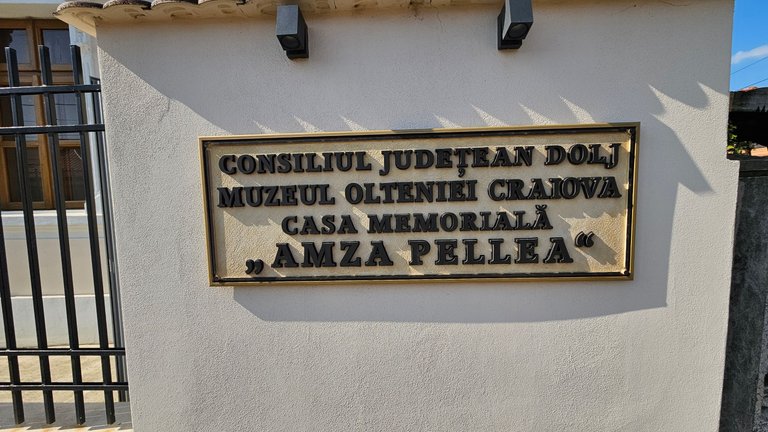 CONSILIUL JUDEȚEAN DOLJ
MUZEUL OLTENIEI CRAIOVA
CASA MEMORIALĂ
„AMZA PELLEA“